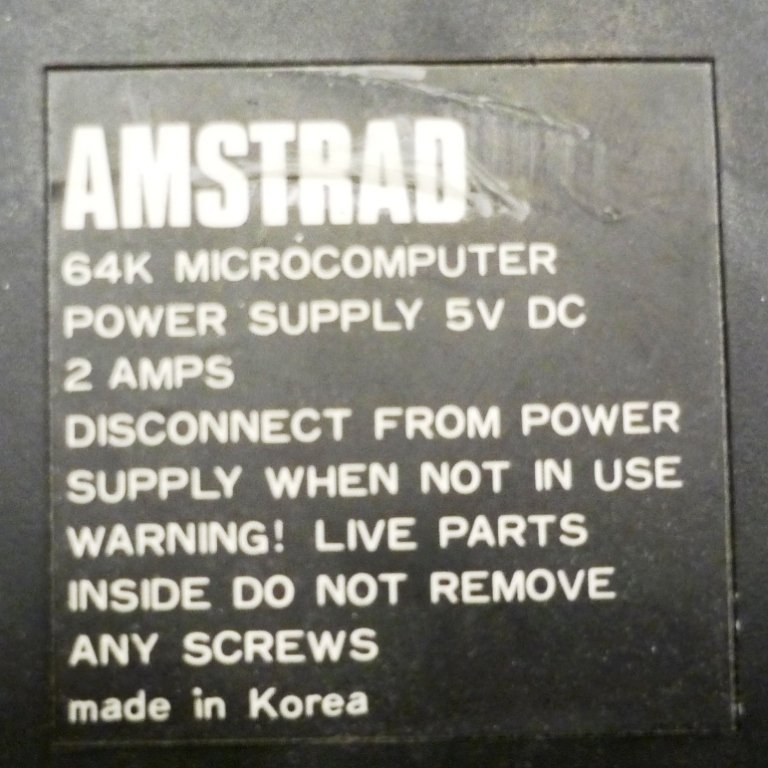 AMSTRAD
64K MICROCOMPUTER
POWER SUPPLY 5V DC
2 AMPS
DISCONNECT FROM POWER
SUPPLY WHEN NOT IN USE
WARNING! LIVE PARTS
INSIDE DO NOT REMOVE
ANY SCREWS
made in Korea